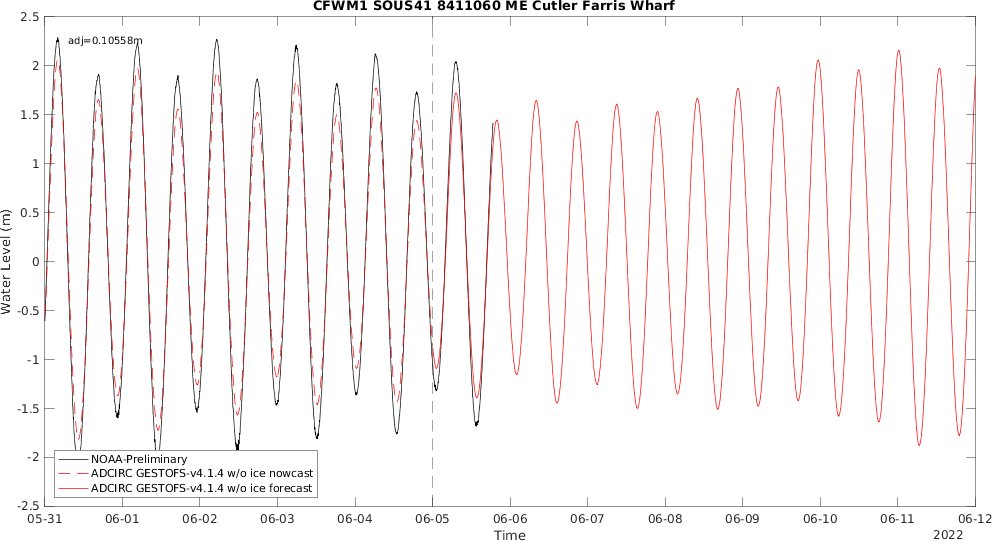 CFWM1 SOUS41 8411060 ME Cutler Farris Wharf
2.5
adj=0.10558m
2
1.5
1
0.5
0
-0.5
-1
-1.5
-2
-2.5
Water Level (m)
NOAA-Preliminary
ADCIRC GESTOFS-v4.1.4 w/o ice nowcast
ADCIRC GESTOFS-v4.1.4 w/o ice forecast
05-31 06-01 06-02 06-03 06-04 06-05 06-06 06-07 06-08 06-09 06-10 06-11 06-12
Time
2022